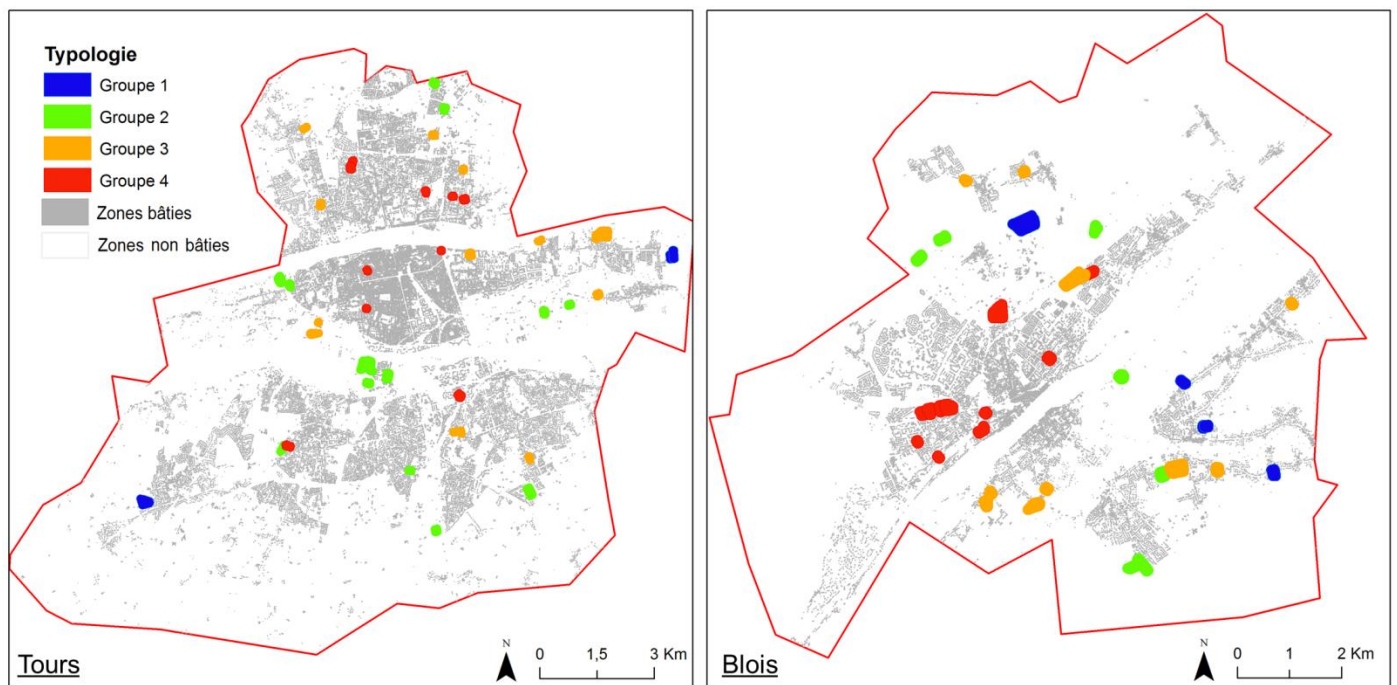 Typologie
Groupe 1
Groupe 2
Groupe 3
Groupe 4
Zones bâties
Zones non bâties
Tours
N
0 1,5 3 Km
Blois
N
0 1 2 Km